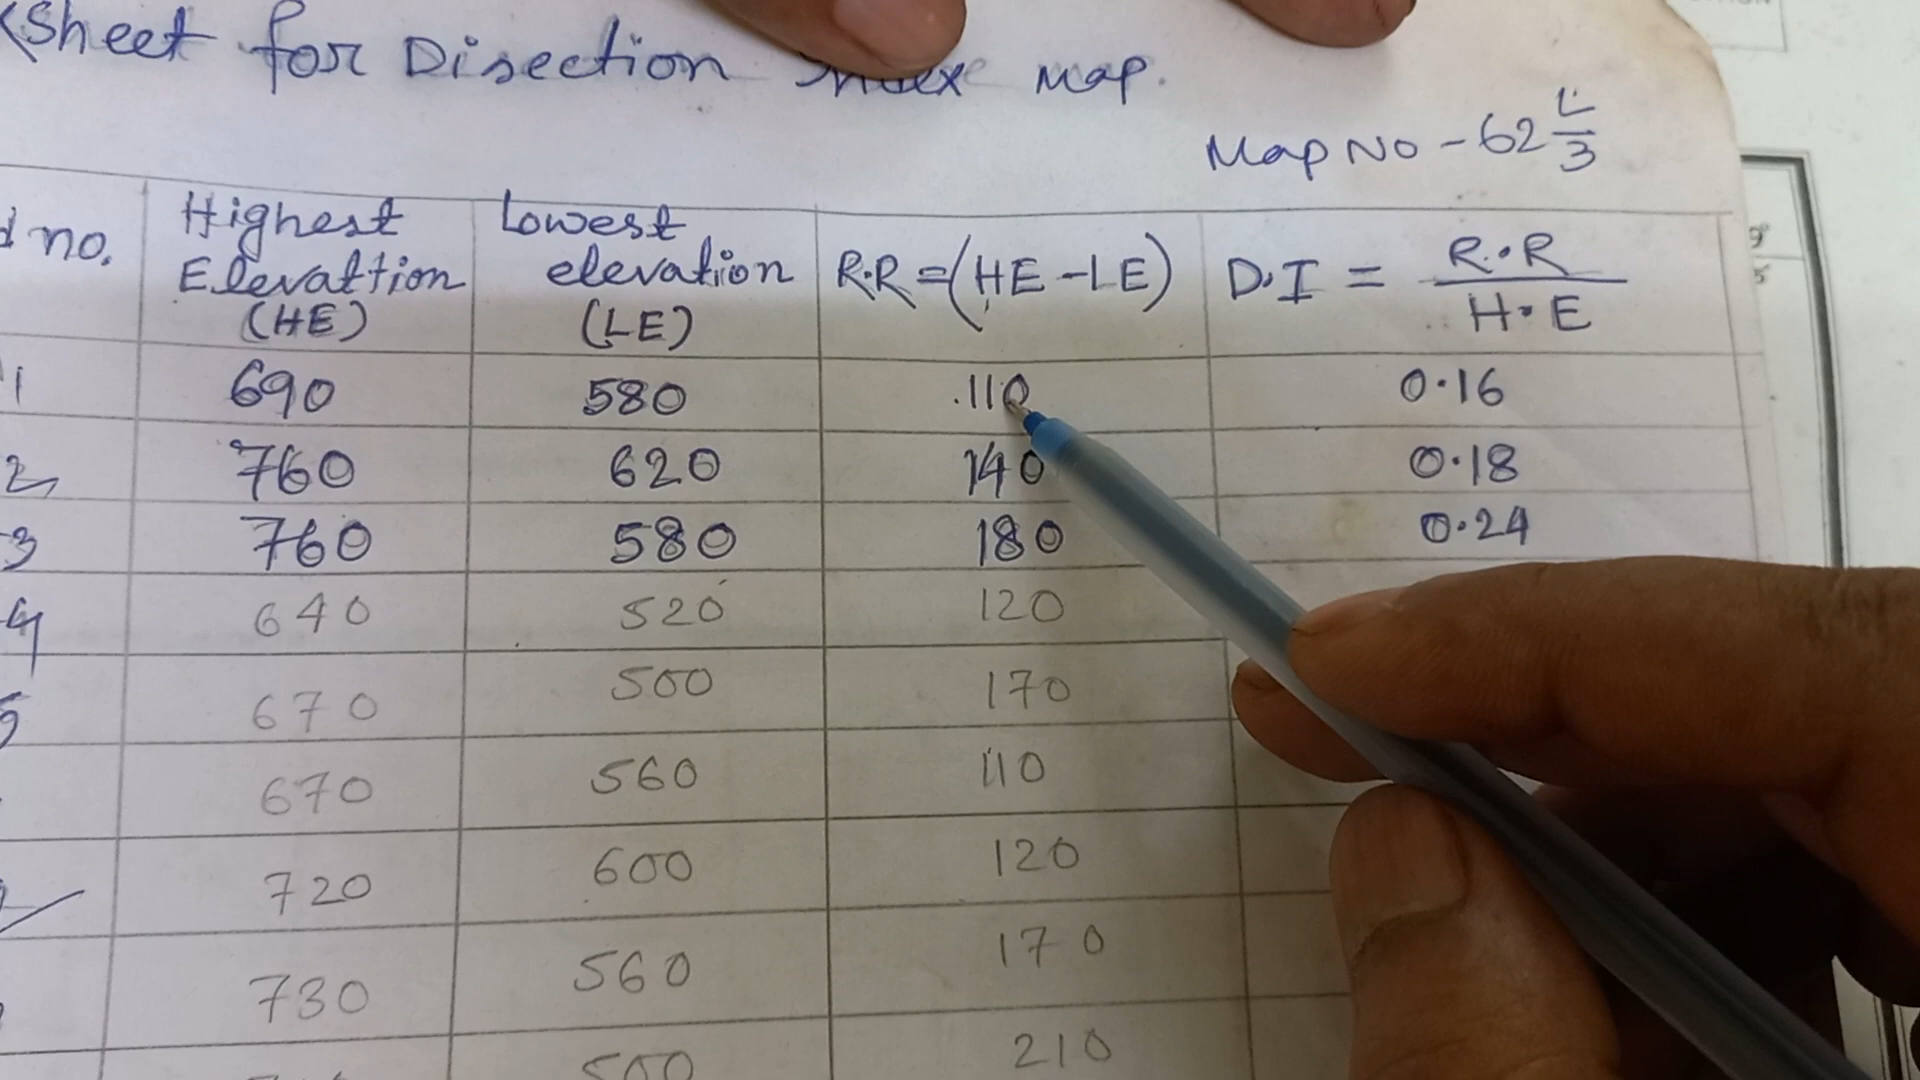 Sheet for Disection Index Map.
Map No - 62 L/3
no. Highest Elevattion (HE) Lowest elevation (LE) R.R = (HE - LE) D.I = R.R / H.E
1 690 580 110 0.16
2 760 620 140 0.18
3 760 580 180 0.24
4 640 520 120
5 670 500 170
670 560 110
720 600 120
730 560 170
210